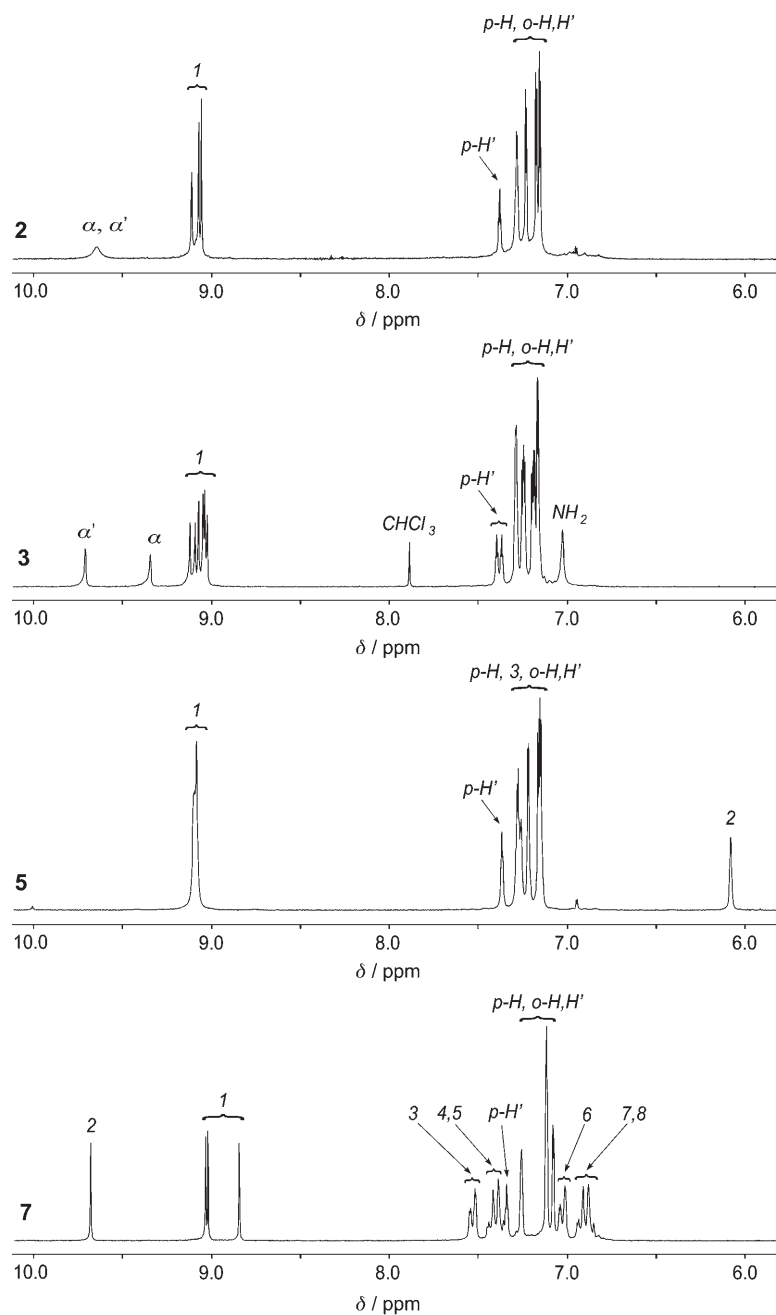 p-H, o-H,H'
1
p-H'
α, α'
2
10.0 9.0 8.0 7.0 6.0
δ / ppm
p-H, o-H,H'
1
p-H'
NH2
CHCl3
α' α
3
10.0 9.0 8.0 7.0 6.0
δ / ppm
p-H, 3, o-H,H'
1
p-H'
2
5
10.0 9.0 8.0 7.0 6.0
δ / ppm
p-H, o-H,H'
1
3 4,5 p-H' 6 7,8
2
7
10.0 9.0 8.0 7.0 6.0
δ / ppm